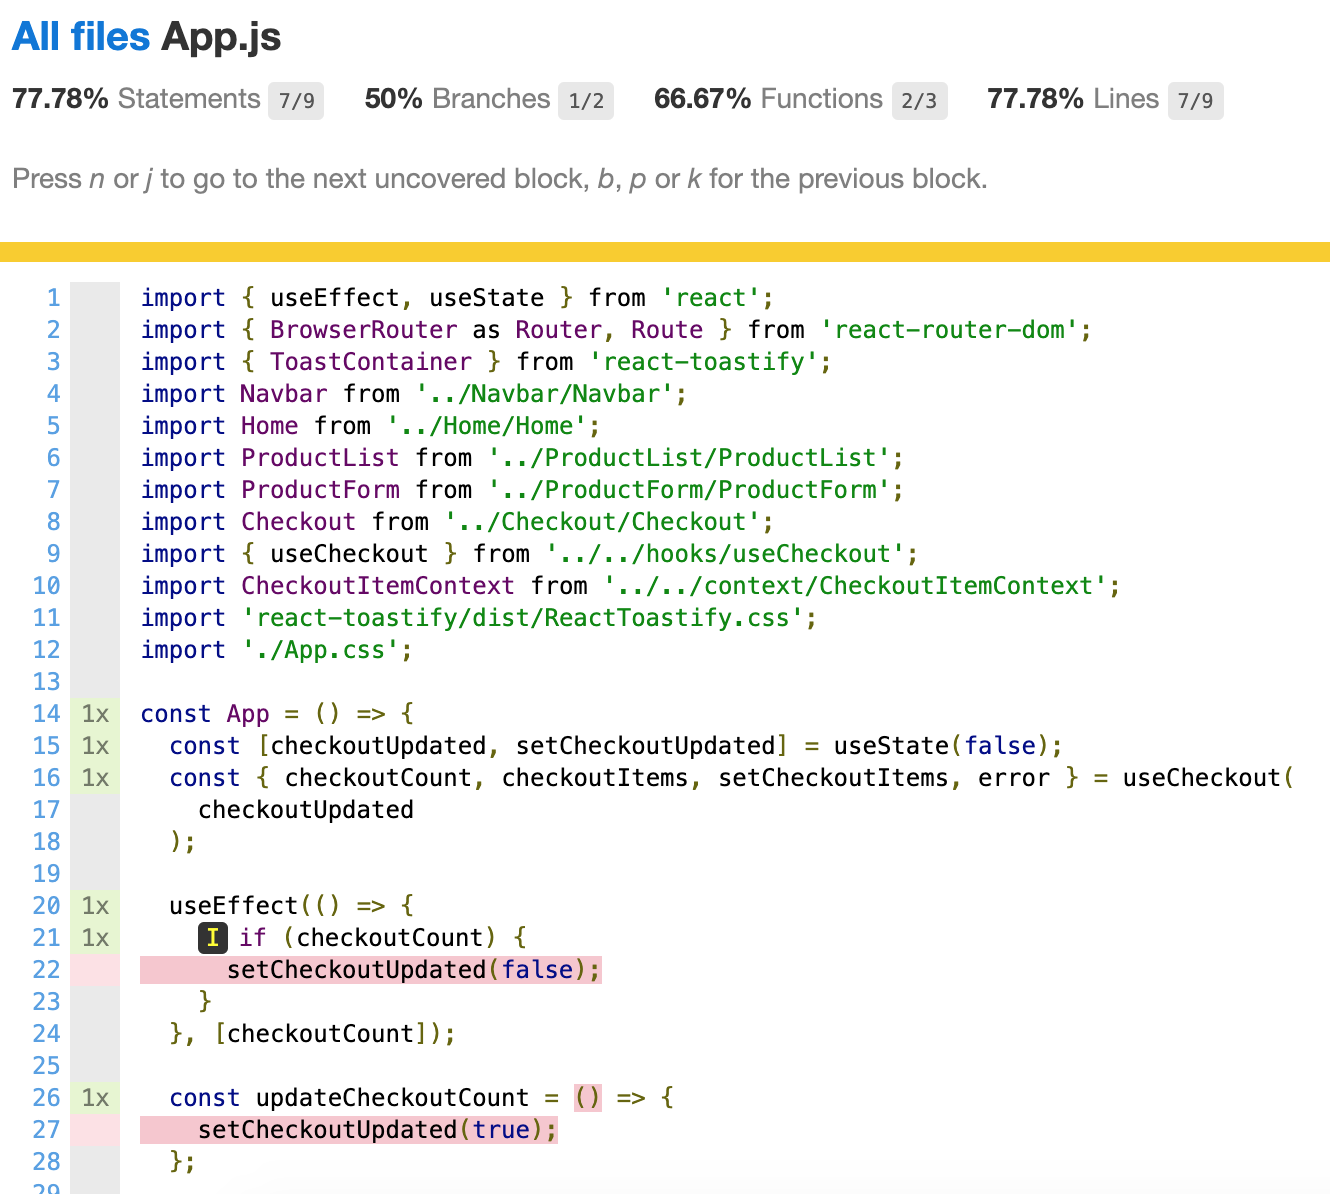 All files App.js
77.78% Statements 7/9 50% Branches 1/2 66.67% Functions 2/3 77.78% Lines 7/9
Press n or j to go to the next uncovered block, b, p or k for the previous block.
1 import { useEffect, useState } from 'react';
2 import { BrowserRouter as Router, Route } from 'react-router-dom';
3 import { ToastContainer } from 'react-toastify';
4 import Navbar from '../Navbar/Navbar';
5 import Home from '../Home/Home';
6 import ProductList from '../ProductList/ProductList';
7 import ProductForm from '../ProductForm/ProductForm';
8 import Checkout from '../Checkout/Checkout';
9 import { useCheckout } from '../../hooks/useCheckout';
10 import CheckoutItemContext from '../../context/CheckoutItemContext';
11 import 'react-toastify/dist/ReactToastify.css';
12 import './App.css';
13
14 1x const App = () => {
15 1x const [checkoutUpdated, setCheckoutUpdated] = useState(false);
16 1x const { checkoutCount, checkoutItems, setCheckoutItems, error } = useCheckout(
17 checkoutUpdated
18 );
19
20 1x useEffect(() => {
21 1x I if (checkoutCount) {
22 setCheckoutUpdated(false);
23 }
24 }, [checkoutCount]);
25
26 1x const updateCheckoutCount = () => {
27 setCheckoutUpdated(true);
28 };
29